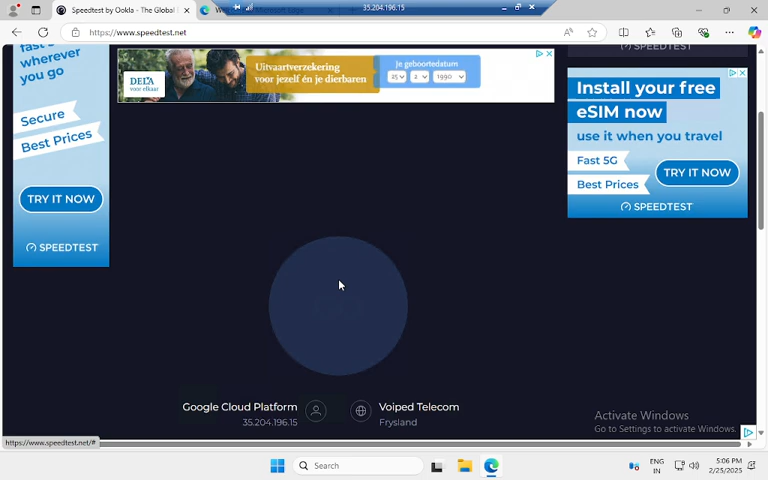 35.204.196.15
Speedtest by Ookla - The Global
https://www.speedtest.net
fast
wherever
you go
Secure
Best Prices
TRY IT NOW
SPEEDTEST
DELA
voor elkaar
Uitvaartverzekering
voor jezelf én je dierbaren
Je geboortedatum
25 2 1990
SPEEDTEST
Install your free
eSIM now
use it when you travel
Fast 5G
Best Prices
TRY IT NOW
SPEEDTEST
Google Cloud Platform
35.204.196.15
Voiped Telecom
Frysland
Activate Windows
Go to Settings to activate Windows.
https://www.speedtest.net/#
Search
ENG
IN
5:06 PM
2/25/2025